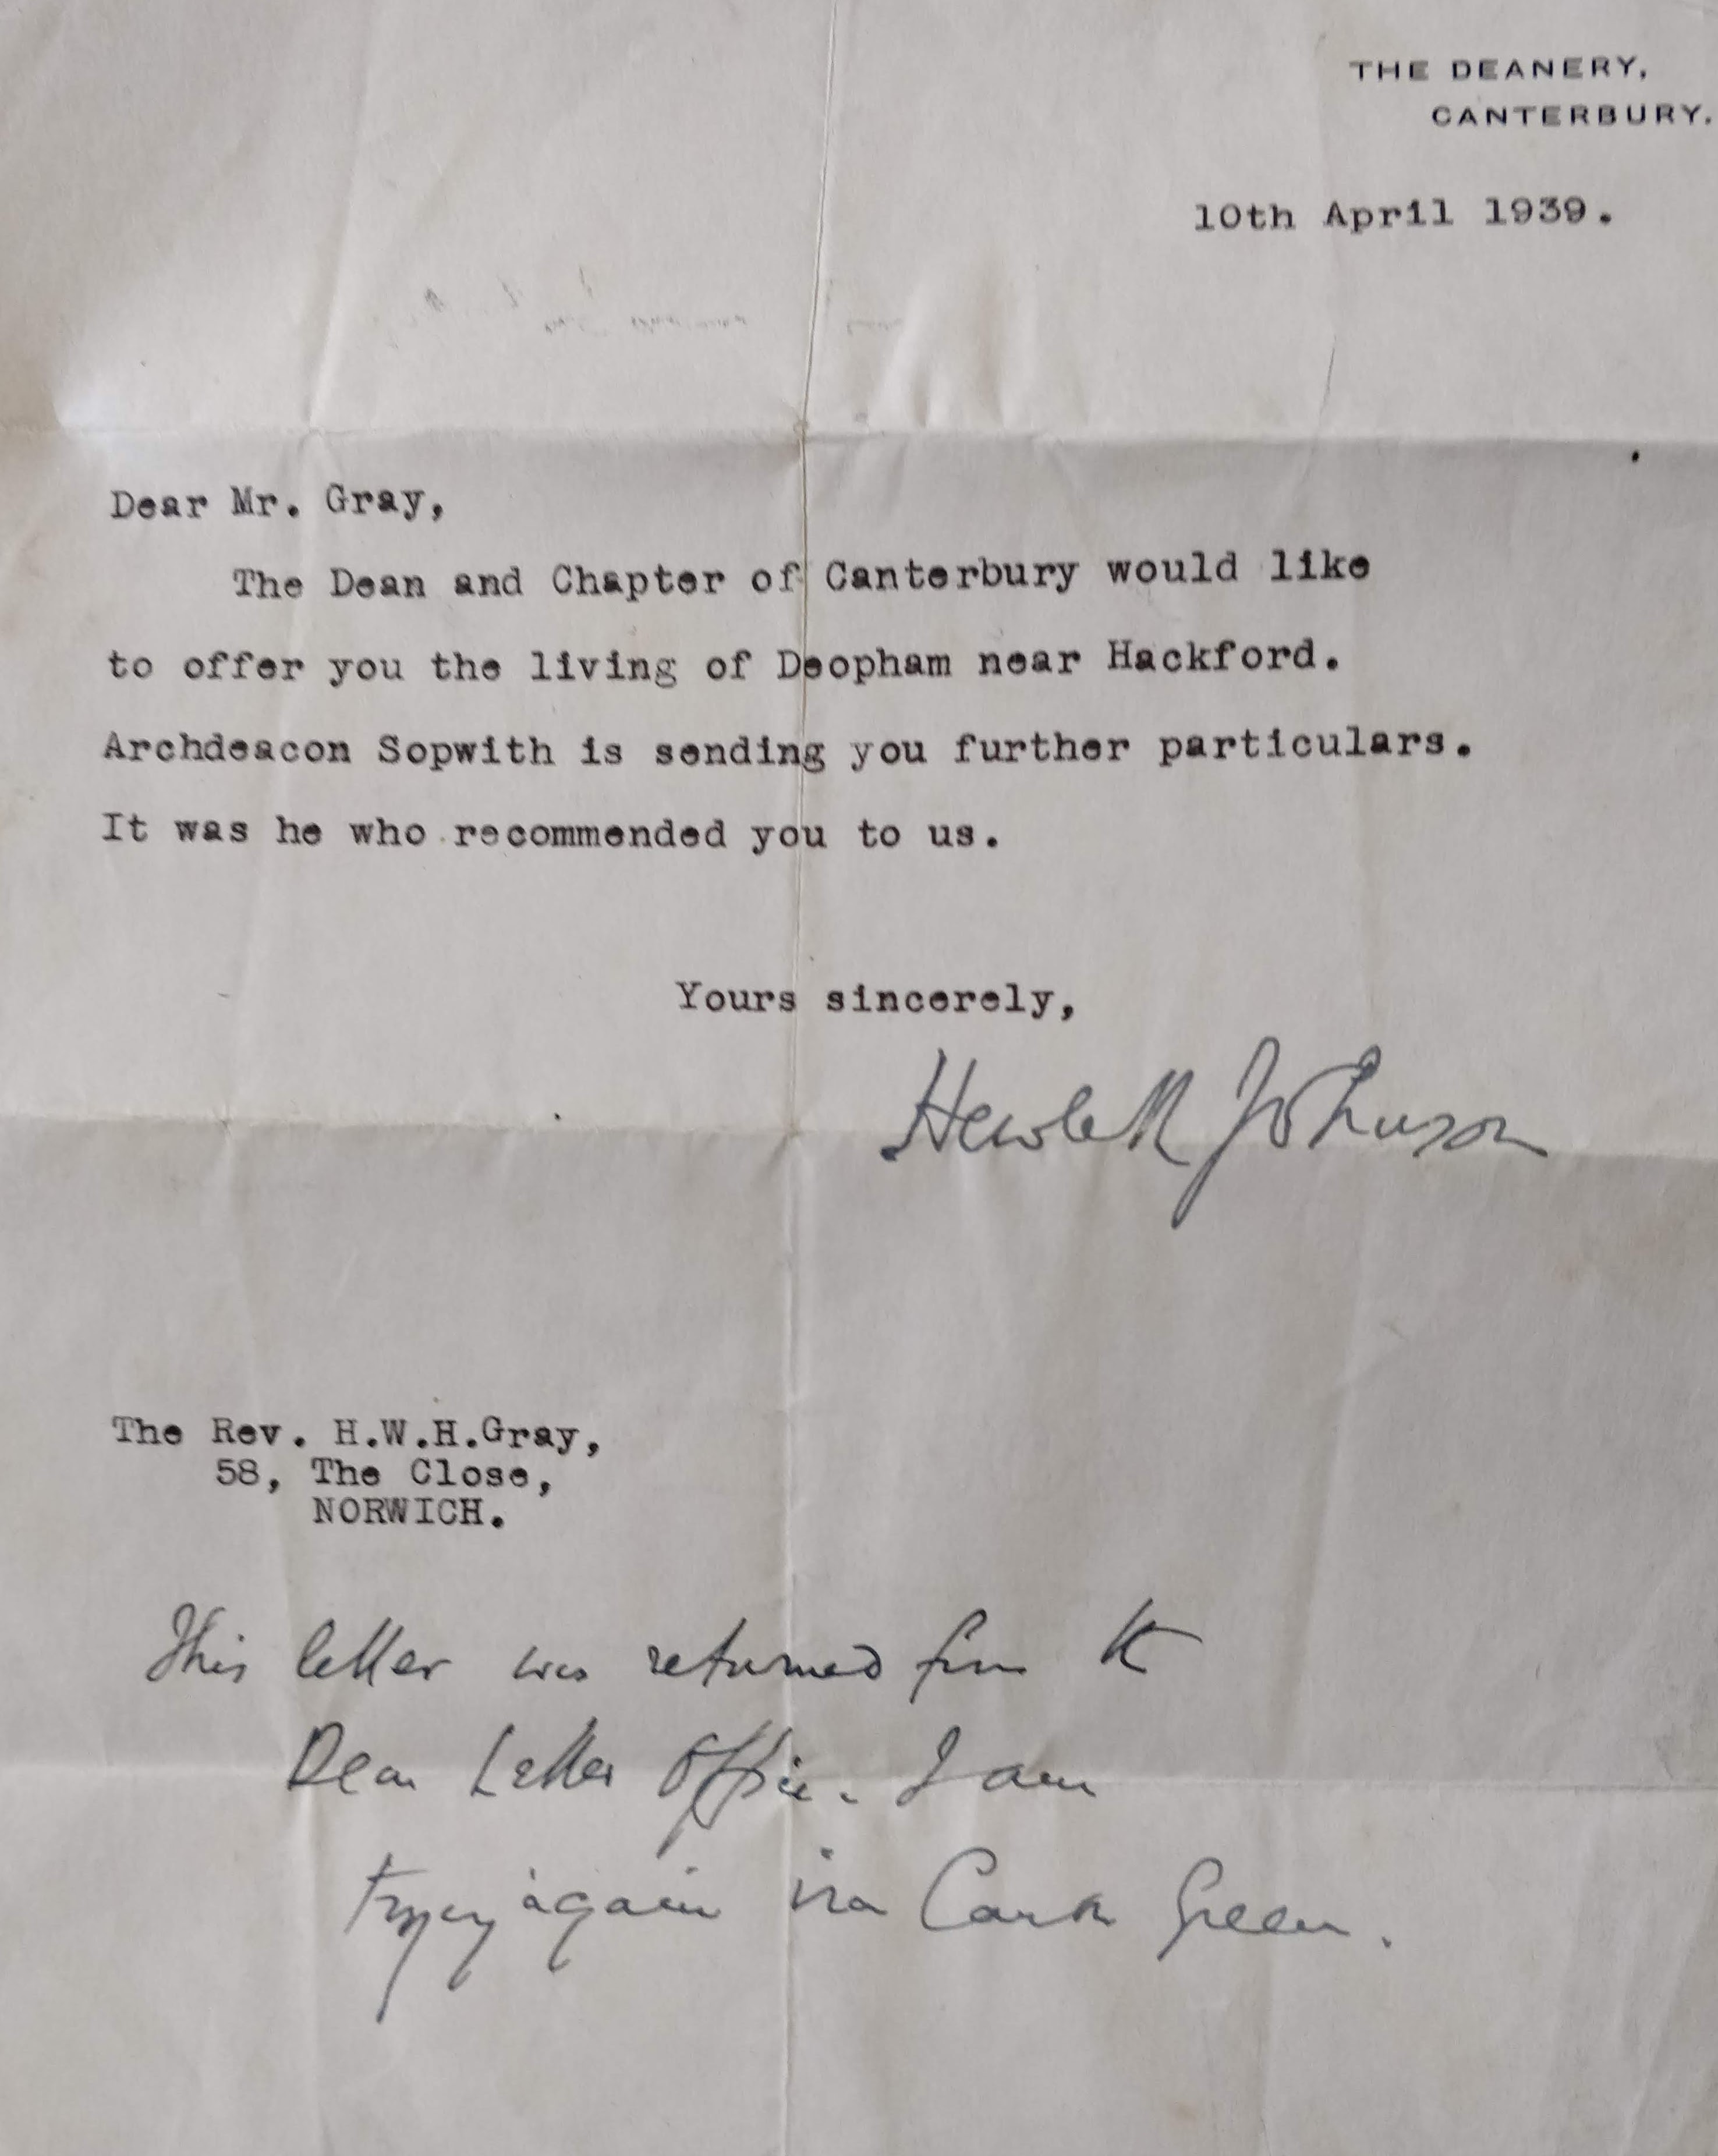 THE DEANERY,
CANTERBURY.
10th April 1939.
Dear Mr. Gray,
The Dean and Chapter of Canterbury would like
to offer you the living of Deopham near Hackford.
Archdeacon Sopwith is sending you further particulars.
It was he who recommended you to us.
Yours sincerely,
Hewlett Johnson
The Rev. H.W.H.Gray,
58, The Close,
NORWICH.
This letter was returned from
Letter Office. I am
trying again via Green.